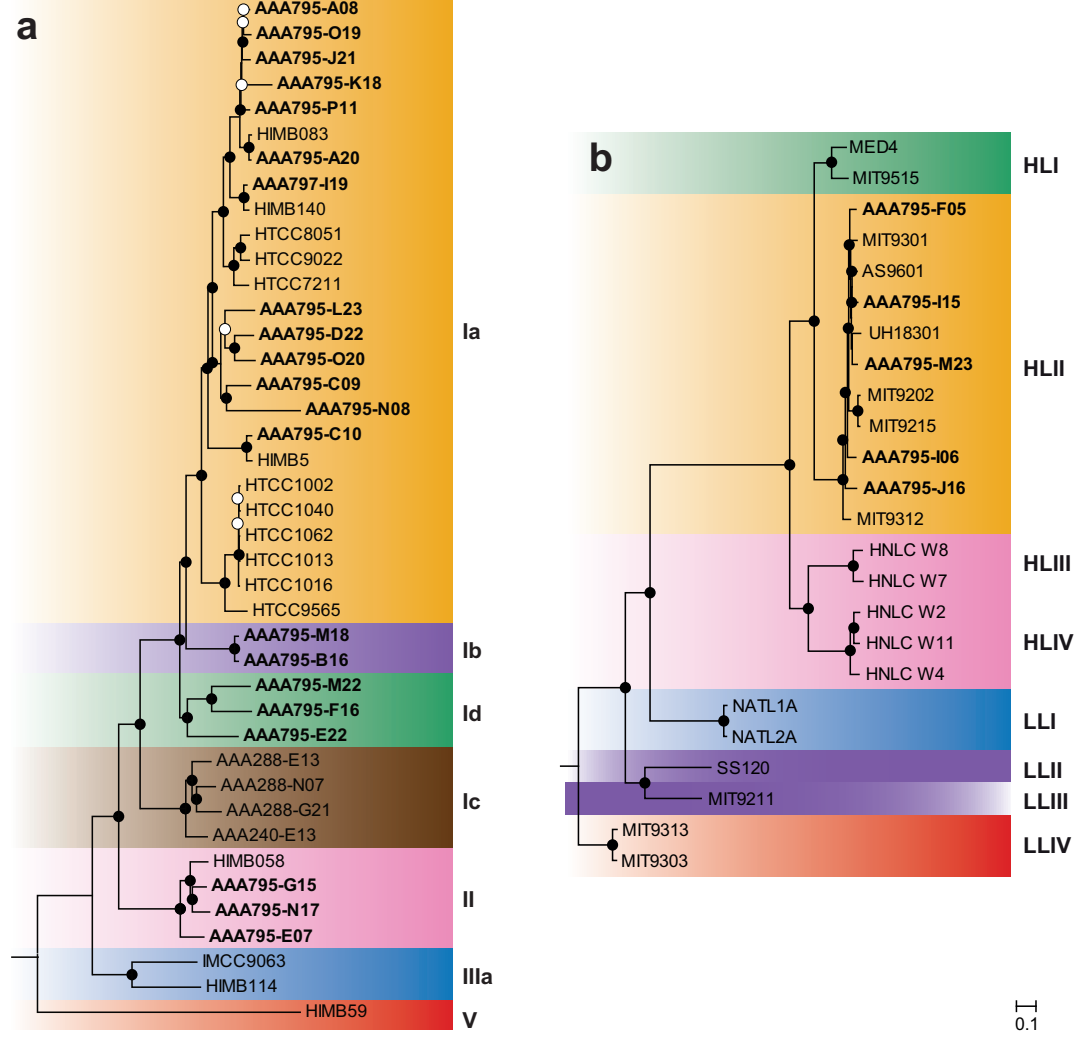 a
AAA795-A08
AAA795-O19
AAA795-J21
AAA795-K18
AAA795-P11
HIMB083
AAA795-A20
AAA797-I19
HIMB140
HTCC8051
HTCC9022
HTCC7211
AAA795-L23
AAA795-D22
AAA795-O20
AAA795-C09
AAA795-N08
AAA795-C10
HIMB5
HTCC1002
HTCC1040
HTCC1062
HTCC1013
HTCC1016
HTCC9565
Ia
AAA795-M18
AAA795-B16
Ib
AAA795-M22
AAA795-F16
AAA795-E22
Id
AAA288-E13
AAA288-N07
AAA288-G21
AAA240-E13
Ic
HIMB058
AAA795-G15
AAA795-N17
AAA795-E07
II
IMCC9063
HIMB114
IIIa
HIMB59
V
b
MED4
MIT9515
HLI
AAA795-F05
MIT9301
AS9601
AAA795-I15
UH18301
AAA795-M23
MIT9202
MIT9215
AAA795-I06
AAA795-J16
MIT9312
HLII
HNLC W8
HNLC W7
HLIII
HNLC W2
HNLC W11
HNLC W4
HLIV
NATL1A
NATL2A
LLI
SS120
LLII
MIT9211
LLIII
MIT9313
MIT9303
LLIV
0.1